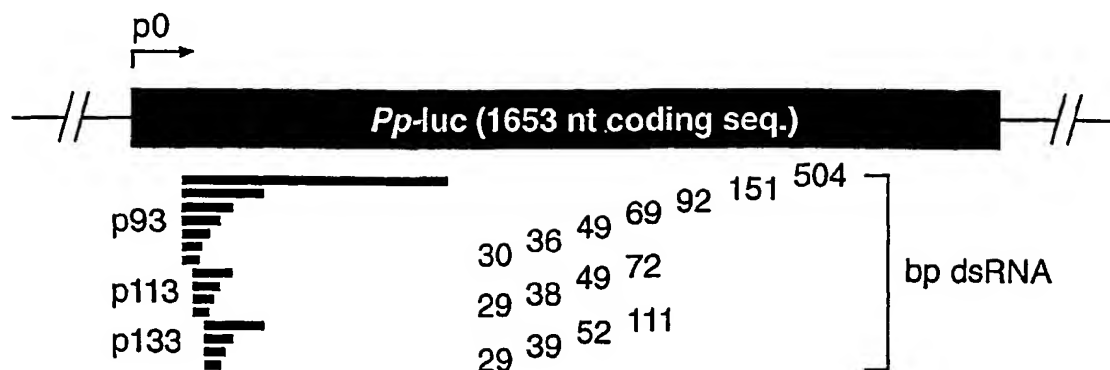 p0
Pp-luc (1653 nt coding seq.)
p93
30 36 49 69 92 151 504
p113
29 38 49 72
p133
29 39 52 111
bp dsRNA